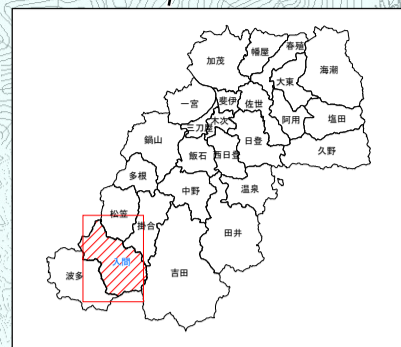 加茂
幡屋
春殖
海潮
大東
一宮
斐伊
佐世
木次
三刀屋
阿用
塩田
鍋山
飯石
西日登
日登
久野
多根
中野
温泉
松笠
掛合
田井
入間
波多
吉田